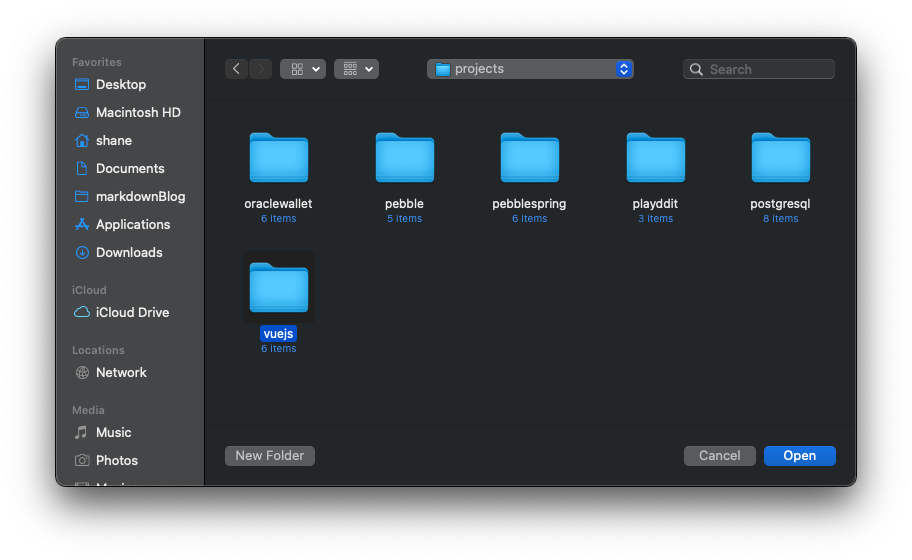 Favorites
Desktop
Macintosh HD
shane
Documents
markdownBlog
Applications
Downloads
iCloud
iCloud Drive
Locations
Network
Media
Music
Photos
projects
Search
oraclewallet
6 items
pebble
5 items
pebblespring
6 items
playddit
3 items
postgresql
8 items
vuejs
6 items
New Folder
Cancel
Open